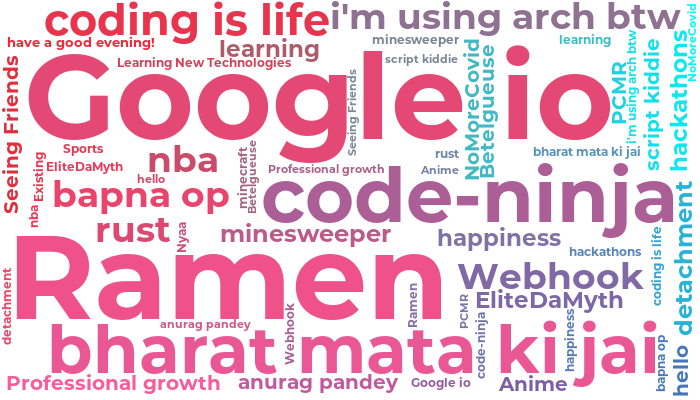 coding is life
i'm using arch btw
have a good evening!
learning
minesweeper
learning
Learning New Technologies
script kiddie
Google io
Seeing Friends
Seeing Friends
NoMoreCovid
Betelgueuse
PCMR
i'm using arch btw
script kiddie
hackathons
NoMoreCovid
Sports
nba
rust
bharat mata ki jai
EliteDaMyth
Existing
hello
minecraft
Betelgueuse
Professional growth
Anime
bapna op
code-ninja
nba
rust
Nyaa
minesweeper
happiness
hackathons
coding is life
detachment
Ramen
Webhook
EliteDaMyth
detachment
Webhook
Ramen
PCMR
code-ninja
happiness
anurag pandey
bharat mata ki jai
bapna op
hello
Professional growth
anurag pandey
Google io
Anime